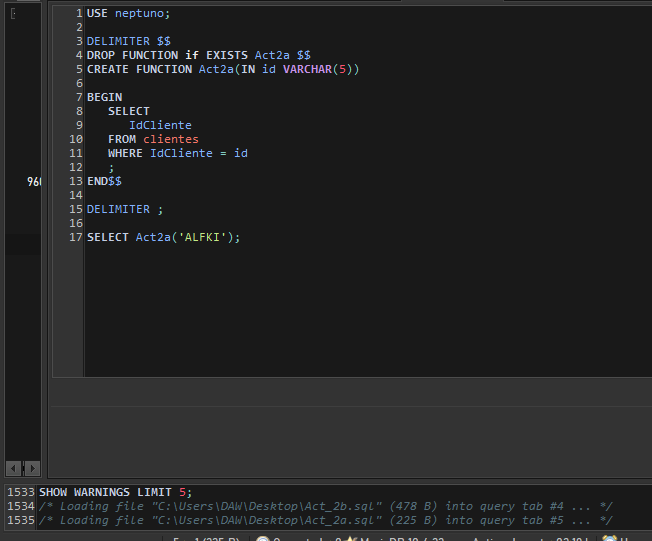 1 USE neptuno;
2
3 DELIMITER $$
4 DROP FUNCTION if EXISTS Act2a $$
5 CREATE FUNCTION Act2a(IN id VARCHAR(5))
6
7 BEGIN
8 SELECT
9 IdCliente
10 FROM clientes
11 WHERE IdCliente = id
12 ;
13 END$$
14
15 DELIMITER ;
16
17 SELECT Act2a('ALFKI');
960
1533 SHOW WARNINGS LIMIT 5;
1534 /* Loading file "C:\Users\DAW\Desktop\Act_2b.sql" (478 B) into query tab #4 ... */
1535 /* Loading file "C:\Users\DAW\Desktop\Act_2a.sql" (225 B) into query tab #5 ... */